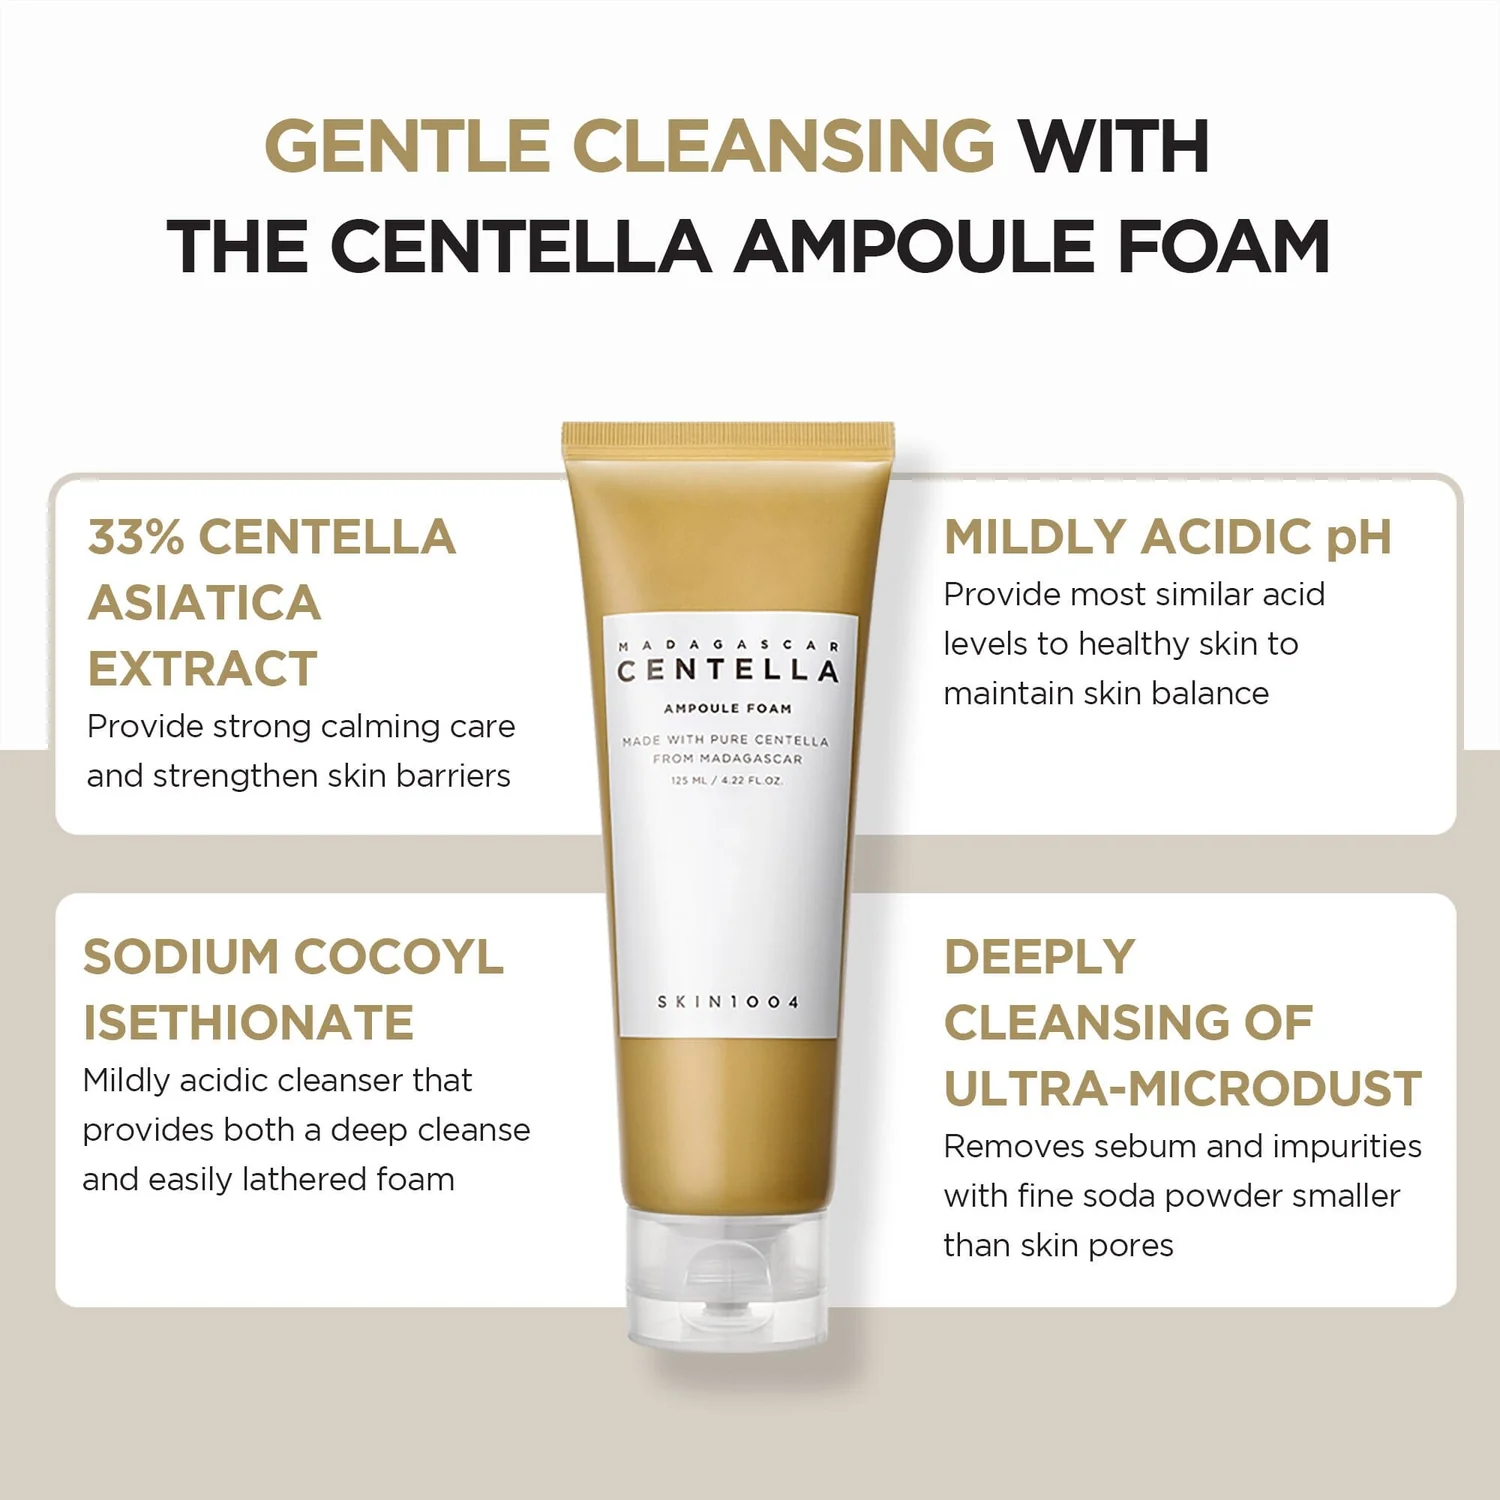 GENTLE CLEANSING WITH
THE CENTELLA AMPOULE FOAM
33% CENTELLA
ASIATICA
EXTRACT
Provide strong calming care
and strengthen skin barriers
MILDLY ACIDIC pH
Provide most similar acid
levels to healthy skin to
maintain skin balance
MADAGASCAR
CENTELLA
AMPOULE FOAM
MADE WITH PURE CENTELLA
FROM MADAGASCAR
125 ML / 4.22 FL.OZ.
SKIN1004
SODIUM COCOYL
ISETHIONATE
Mildly acidic cleanser that
provides both a deep cleanse
and easily lathered foam
DEEPLY
CLEANSING OF
ULTRA-MICRODUST
Removes sebum and impurities
with fine soda powder smaller
than skin pores